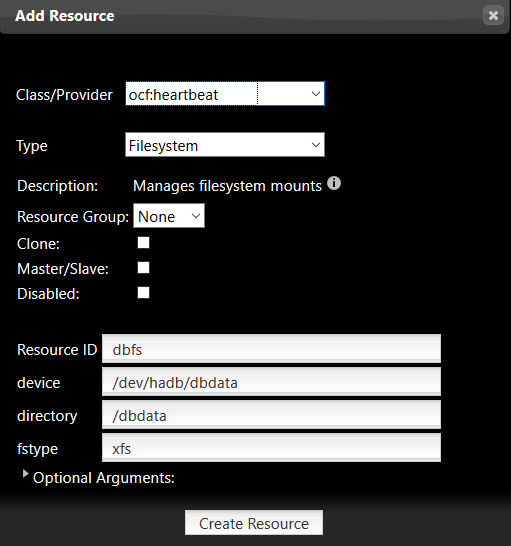 Add Resource
Class/Provider ocf:heartbeat
Type Filesystem
Description: Manages filesystem mounts
Resource Group: None
Clone:
Master/Slave:
Disabled:
Resource ID dbfs
device /dev/hadb/dbdata
directory /dbdata
fstype xfs
Optional Arguments:
Create Resource